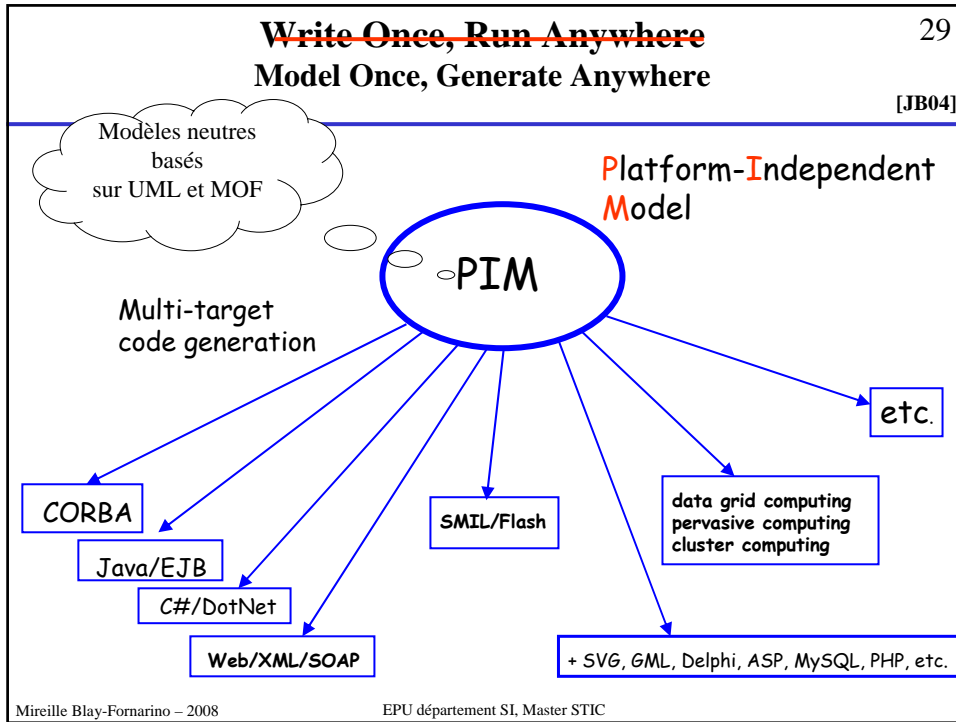 Write Once, Run Anywhere
29
Model Once, Generate Anywhere
[JB04]
Modèles neutres
basés
sur UML et MOF
Platform-Independent
Model
PIM
Multi-target
code generation
etc.
CORBA
SMIL/Flash
data grid computing
pervasive computing
cluster computing
Java/EJB
C#/DotNet
Web/XML/SOAP
+ SVG, GML, Delphi, ASP, MySQL, PHP, etc.
Mireille Blay-Fornarino – 2008
EPU département SI, Master STIC